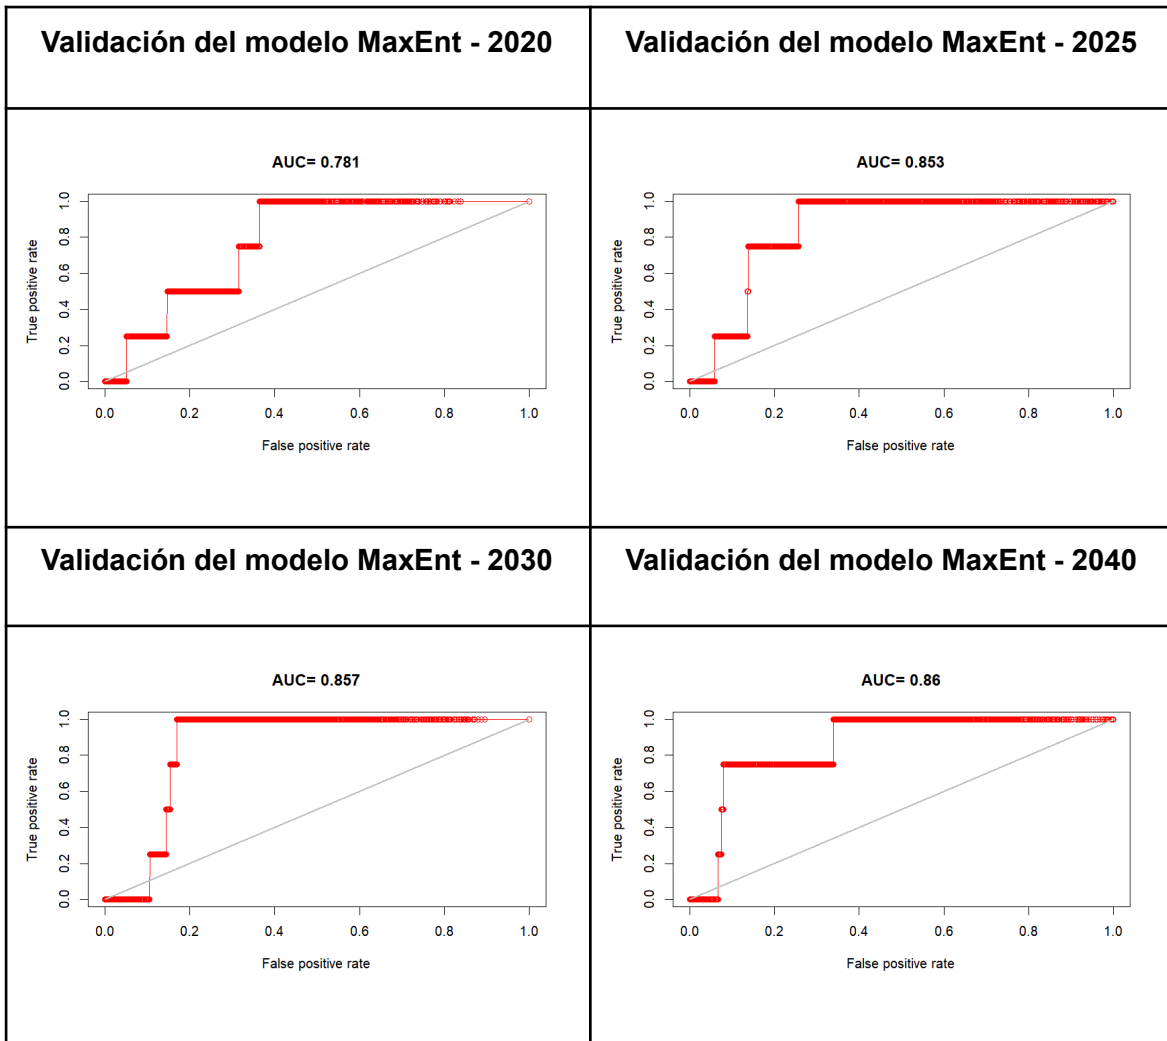 Validación del modelo MaxEnt - 2020
Validación del modelo MaxEnt - 2025
AUC= 0.781
True positive rate
0.0 0.2 0.4 0.6 0.8 1.0
0.0 0.2 0.4 0.6 0.8 1.0
False positive rate
AUC= 0.853
True positive rate
0.0 0.2 0.4 0.6 0.8 1.0
0.0 0.2 0.4 0.6 0.8 1.0
False positive rate
Validación del modelo MaxEnt - 2030
Validación del modelo MaxEnt - 2040
AUC= 0.857
True positive rate
0.0 0.2 0.4 0.6 0.8 1.0
0.0 0.2 0.4 0.6 0.8 1.0
False positive rate
AUC= 0.86
True positive rate
0.0 0.2 0.4 0.6 0.8 1.0
0.0 0.2 0.4 0.6 0.8 1.0
False positive rate